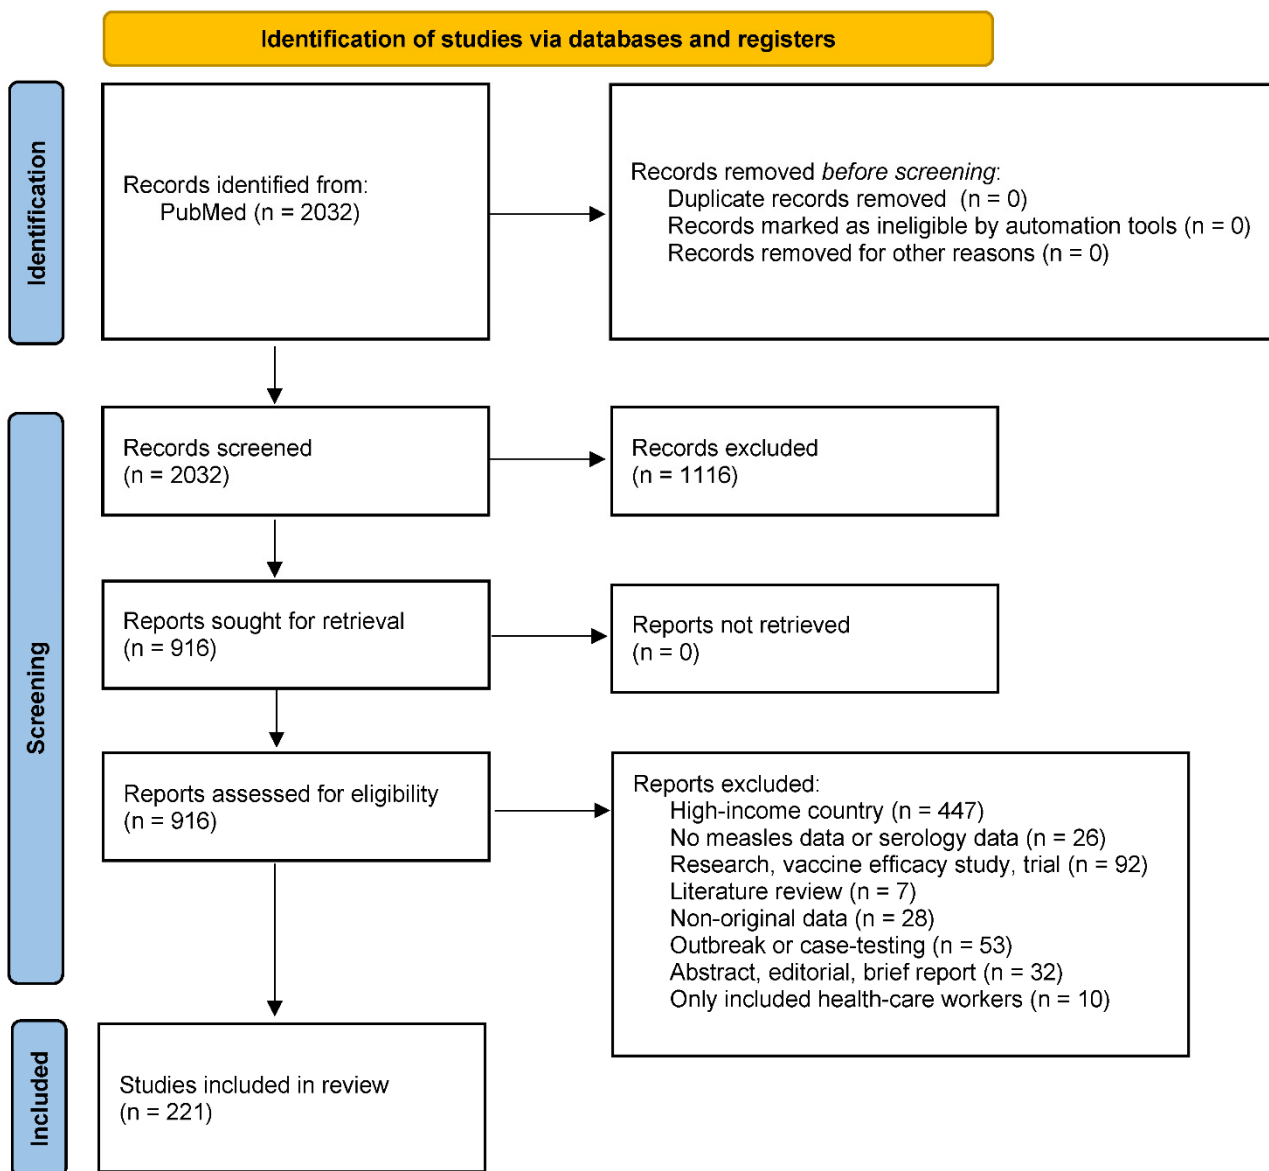 Identification of studies via databases and registers
Identification
Records identified from:
PubMed (n = 2032)
Records removed before screening:
Duplicate records removed  (n = 0)
Records marked as ineligible by automation tools (n = 0)
Records removed for other reasons (n = 0)
Screening
Records screened
(n = 2032)
Records excluded
(n = 1116)
Reports sought for retrieval
(n = 916)
Reports not retrieved
(n = 0)
Reports assessed for eligibility
(n = 916)
Reports excluded:
High-income country (n = 447)
No measles data or serology data (n = 26)
Research, vaccine efficacy study, trial (n = 92)
Literature review (n = 7)
Non-original data (n = 28)
Outbreak or case-testing (n = 53)
Abstract, editorial, brief report (n = 32)
Only included health-care workers (n = 10)
Included
Studies included in review
(n = 221)